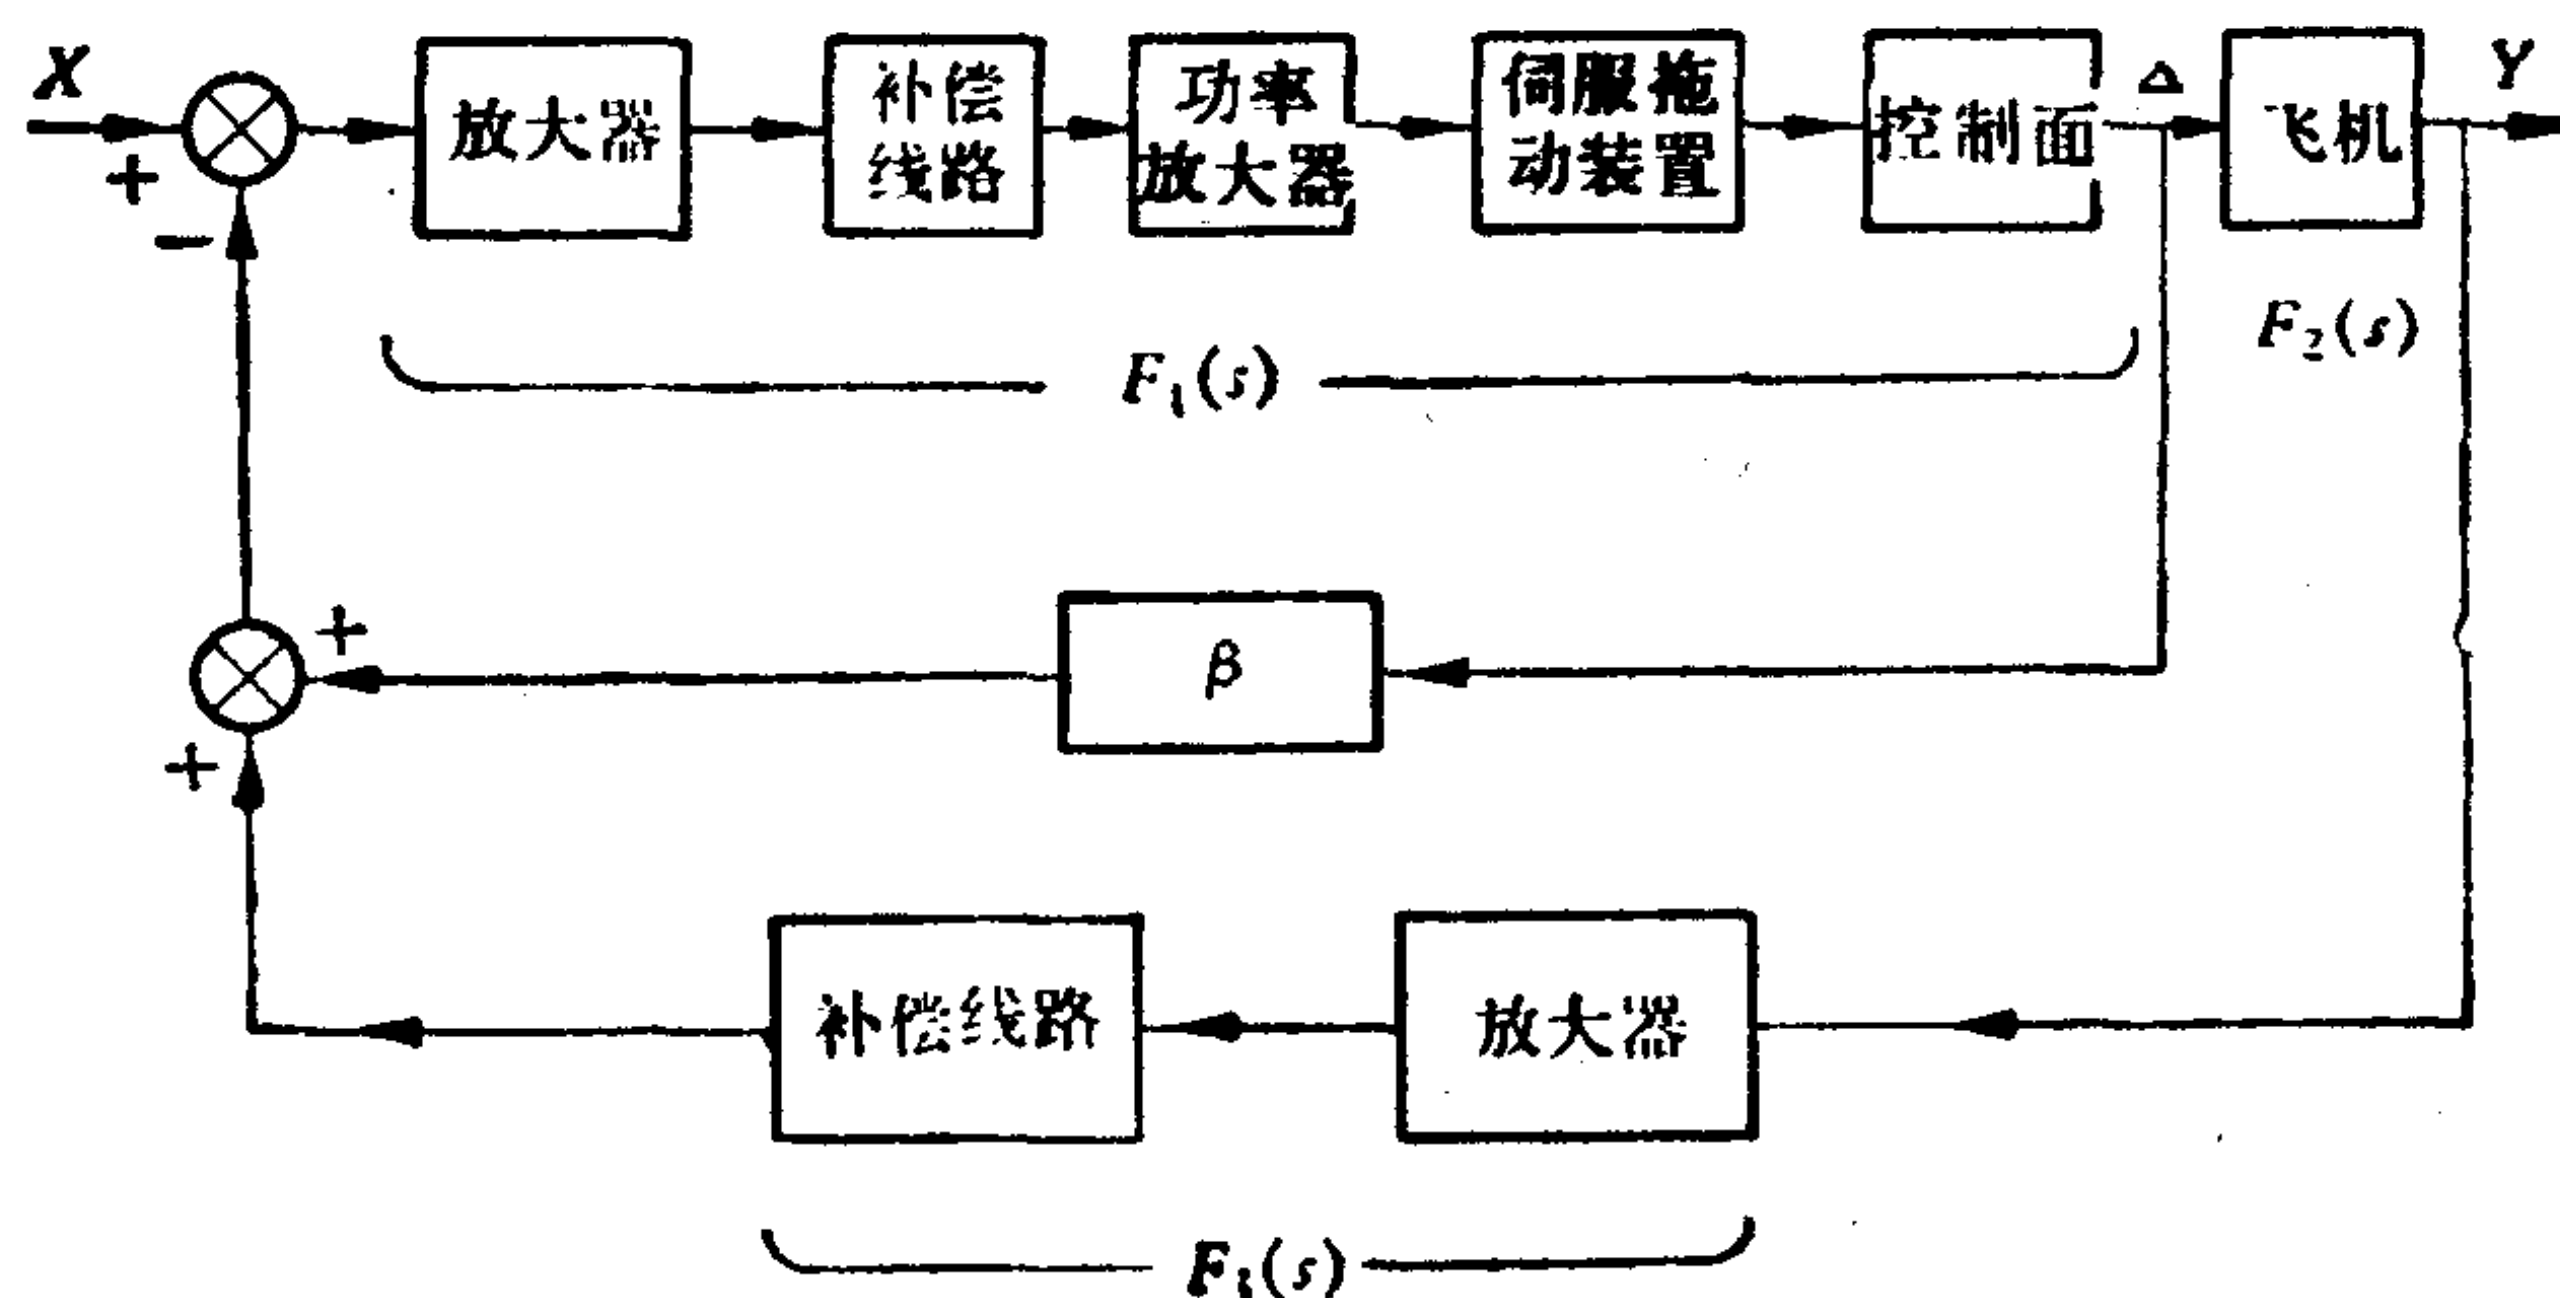 X
+
−
放大器
补偿
线路
功率
放大器
伺服拖
动装置
控制面
Δ
飞机
Y
F₁(s)
F₂(s)
+
β
+
补偿线路
放大器
F₃(s)